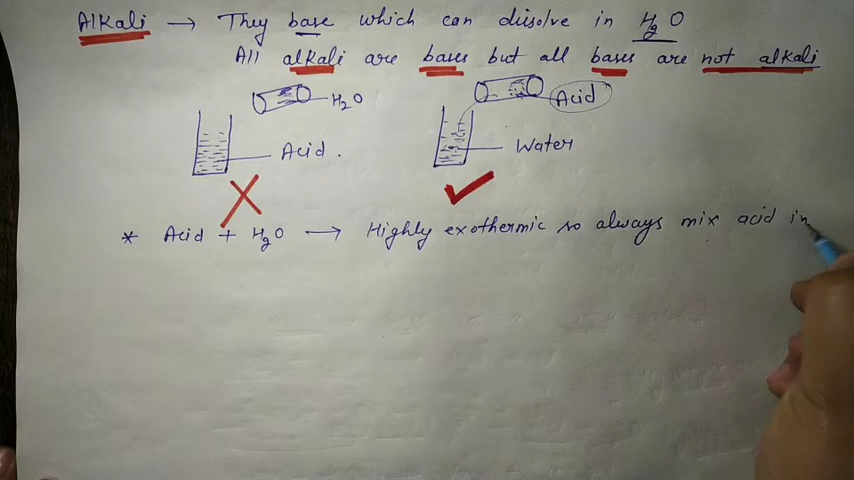 Alkali → They base which can dissolve in H2O
All alkali are bases but all bases are not alkali
H2O
Acid
Acid .
Water
* Acid + H2O → Highly exothermic so always mix acid in